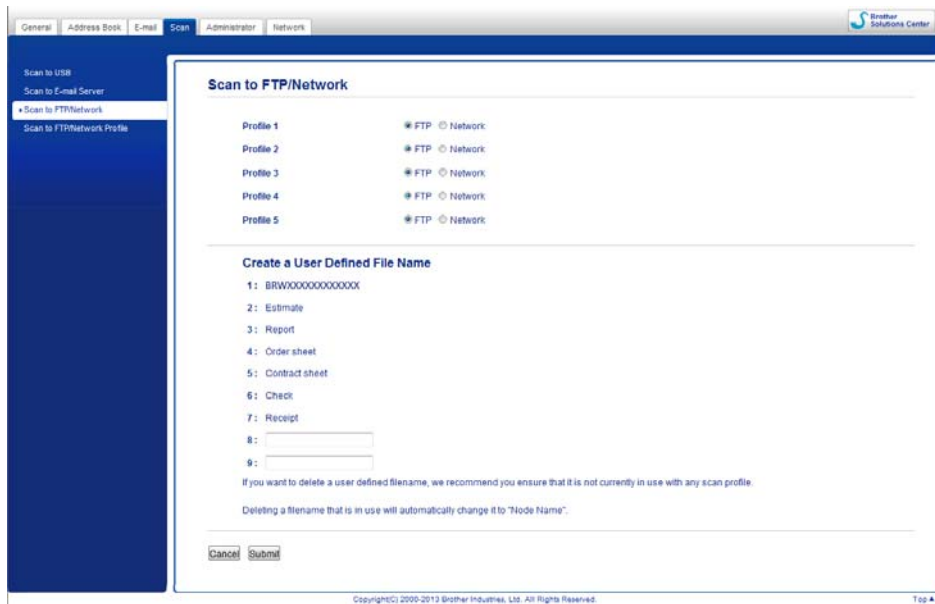 General Address Book E-mail Scan Administrator Network
Brother
Solutions Center
Scan to USB
Scan to E-mail Server
Scan to FTP/Network
Scan to FTP/Network Profile
Scan to FTP/Network
Profile 1 FTP Network
Profile 2 FTP Network
Profile 3 FTP Network
Profile 4 FTP Network
Profile 5 FTP Network
Create a User Defined File Name
1: BRWXXXXXXXXXXXX
2: Estimate
3: Report
4: Order sheet
5: Contract sheet
6: Check
7: Receipt
8:
9:
If you want to delete a user defined filename, we recommend you ensure that it is not currently in use with any scan profile.
Deleting a filename that is in use will automatically change it to "Node Name".
Cancel Submit
Copyright(C) 2000-2013 Brother Industries, Ltd. All Rights Reserved.
Top▲